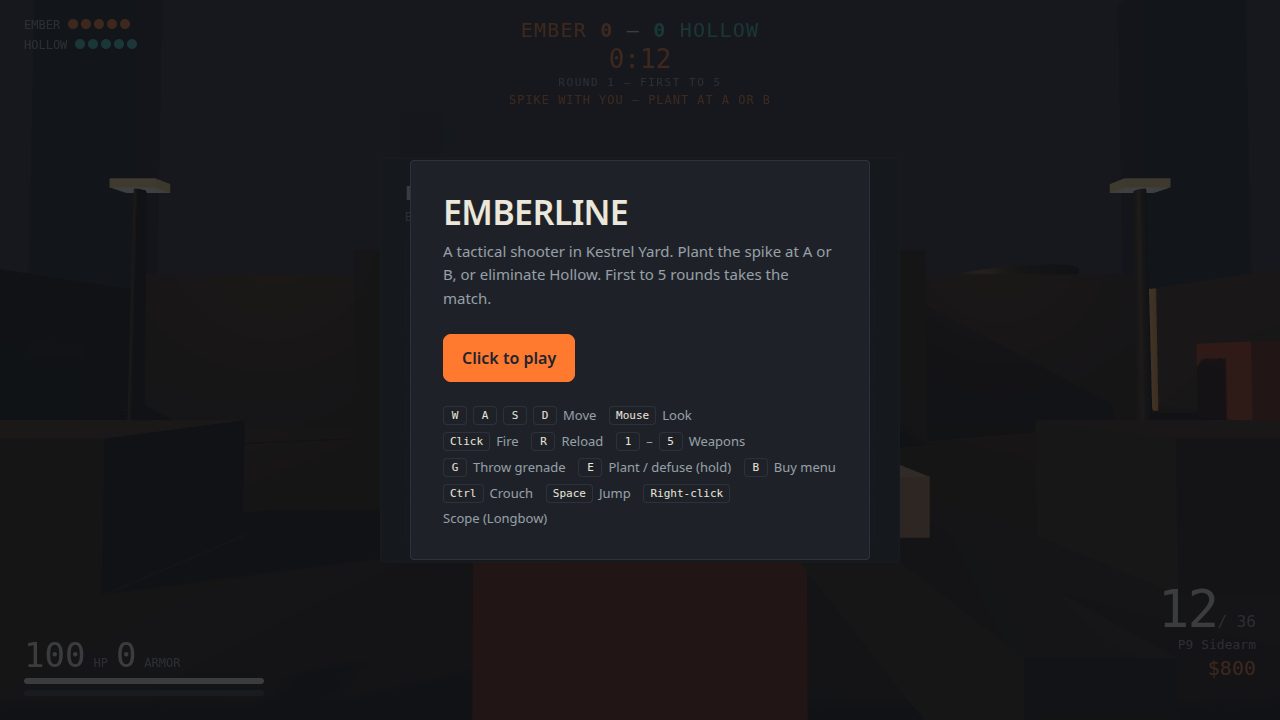 EMBER
HOLLOW
EMBER 0 — 0 HOLLOW
0:12
ROUND 1 — FIRST TO 5
SPIKE WITH YOU — PLANT AT A OR B
EMBERLINE
A tactical shooter in Kestrel Yard. Plant the spike at A or
B, or eliminate Hollow. First to 5 rounds takes the
match.
Click to play
W A S D Move Mouse Look
Click Fire R Reload 1 – 5 Weapons
G Throw grenade E Plant / defuse (hold) B Buy menu
Ctrl Crouch Space Jump Right-click
Scope (Longbow)
100 HP 0 ARMOR
12 / 36
P9 Sidearm
$800